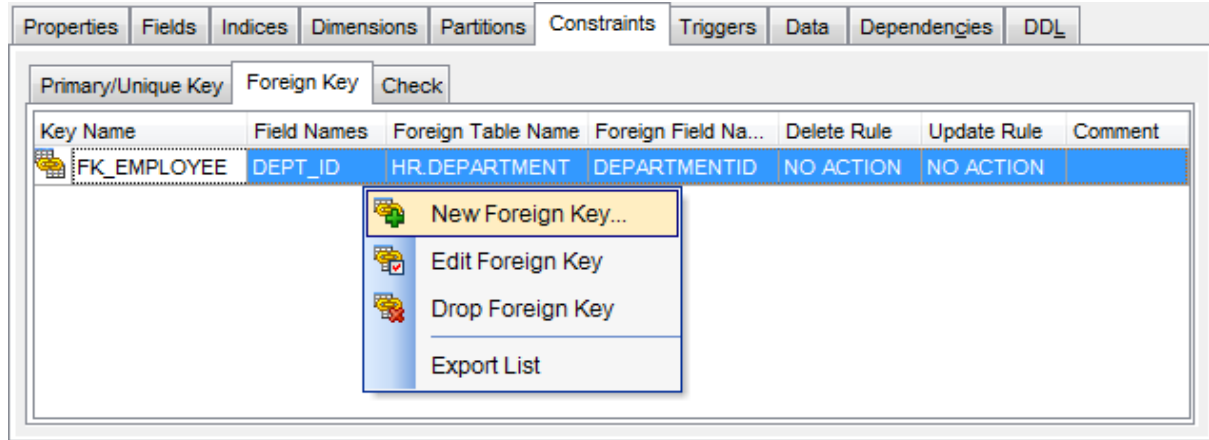 Properties Fields Indices Dimensions Partitions Constraints Triggers Data Dependencies DDL
Primary/Unique Key Foreign Key Check
Key Name Field Names Foreign Table Name Foreign Field Na... Delete Rule Update Rule Comment
FK_EMPLOYEE DEPT_ID HR.DEPARTMENT DEPARTMENTID NO ACTION NO ACTION
New Foreign Key...
Edit Foreign Key
Drop Foreign Key
Export List